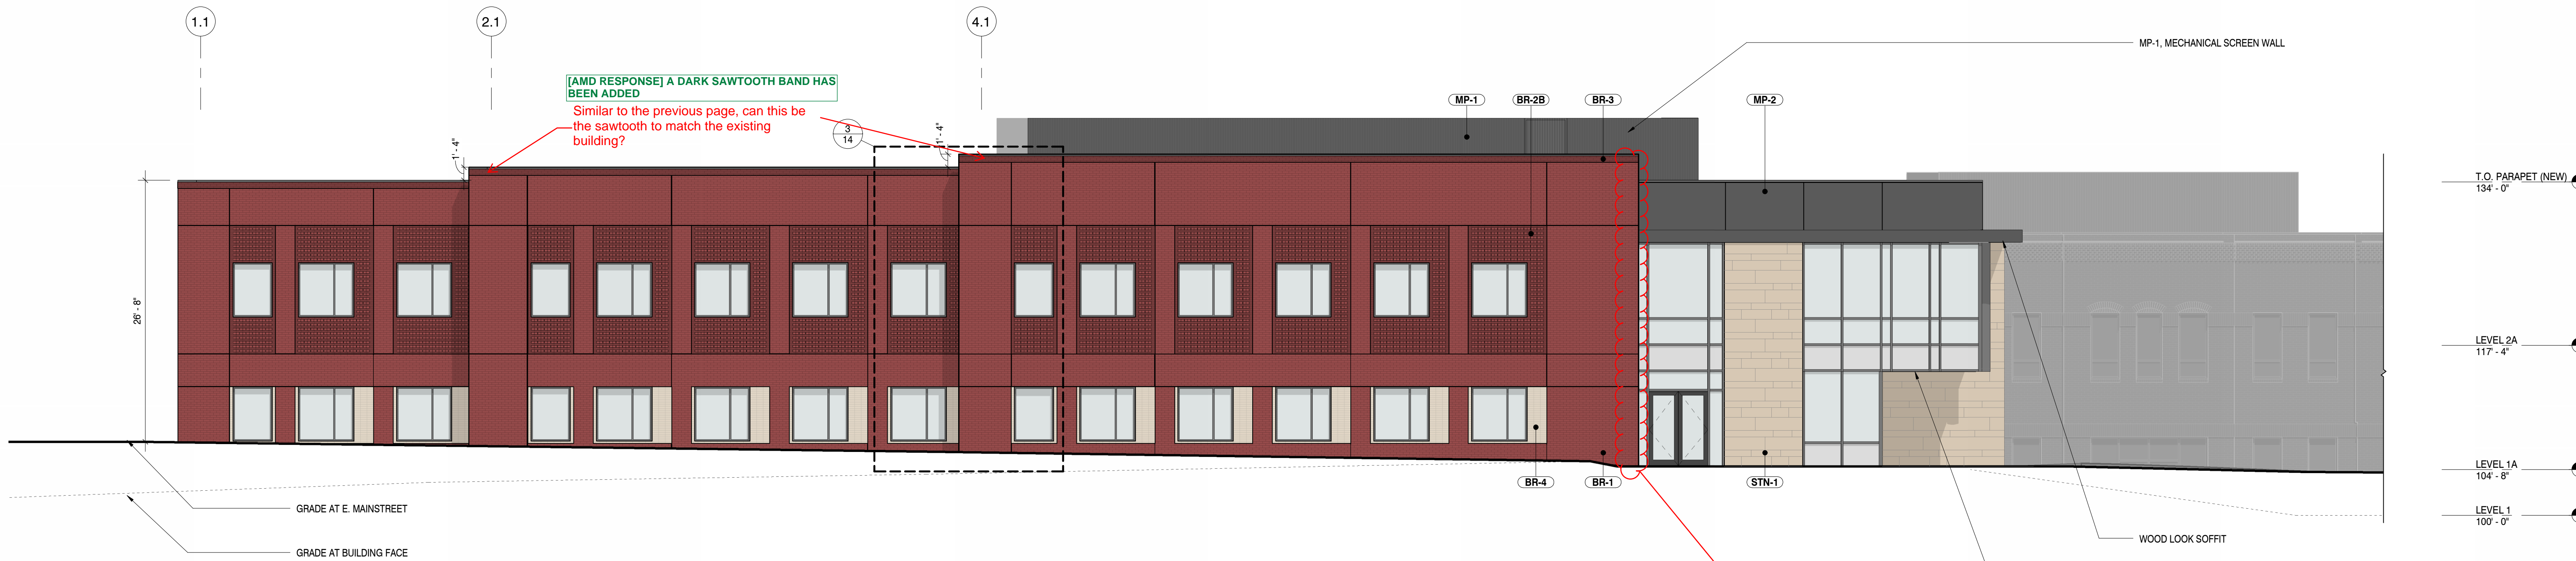 1.1
2.1
4.1
MP-1, MECHANICAL SCREEN WALL
[AMD RESPONSE] A DARK SAWTOOTH BAND HAS
BEEN ADDED
Similar to the previous page, can this be
the sawtooth to match the existing
building?
3
14
1' - 4"
1' - 4"
MP-1
BR-2B
BR-3
MP-2
T.O. PARAPET (NEW)
134' - 0"
26' - 8"
LEVEL 2A
117' - 4"
LEVEL 1A
104' - 8"
BR-4
BR-1
STN-1
GRADE AT E. MAINSTREET
LEVEL 1
100' - 0"
WOOD LOOK SOFFIT
GRADE AT BUILDING FACE